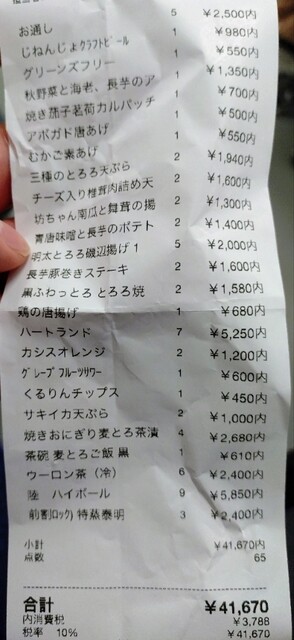 お通し 5 ¥2,500内
じねんじょクラフトビール 1 ¥980内
グリーンズフリー 1 ¥550内
秋野菜と海老、長芋のア 1 ¥1,350内
焼き茄子茗荷カルパッチ 1 ¥700内
アボガド唐あげ 1 ¥500内
むかご素あげ 1 ¥550内
三種のとろろ天ぷら 2 ¥1,940内
チーズ入り椎茸肉詰め天 2 ¥1,600内
坊ちゃん南瓜と舞茸の揚 2 ¥1,300内
青唐味噌と長芋のポテト 2 ¥1,400内
明太とろろ磯辺揚げ1 5 ¥2,000内
長芋豚巻きステーキ 2 ¥1,600内
黒ふわっとろ とろろ焼 2 ¥1,580内
鶏の唐揚げ 1 ¥680内
ハートランド 7 ¥5,250内
カシスオレンジ 2 ¥1,200内
グレープフルーツサワー 1 ¥600内
くるりんチップス 1 ¥450内
サキイカ天ぷら 2 ¥1,000内
焼きおにぎり麦とろ茶漬 4 ¥2,680内
茶碗 麦とろご飯 黒 1 ¥610内
ウーロン茶(冷) 6 ¥2,400内
陸 ハイボール 9 ¥5,850内
前割(ロック) 特蒸泰明 3 ¥2,400内
小計 ¥41,670内
点数 65
合計 ¥41,670
内消費税 ¥3,788
税率 10% ¥41,670